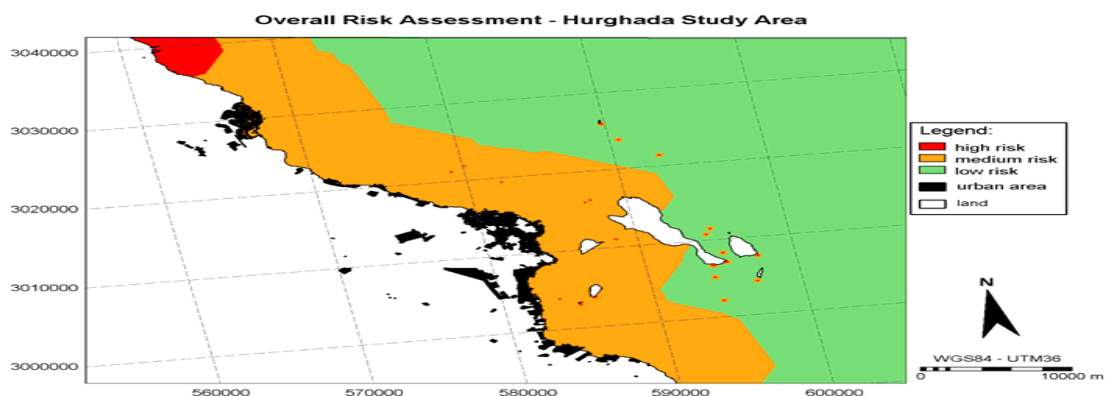 Overall Risk Assessment - Hurghada Study Area
3040000
3030000
3020000
3010000
3000000
560000
570000
580000
590000
600000
Legend:
high risk
medium risk
low risk
urban area
land
N
WGS84 - UTM36
0
10000 m